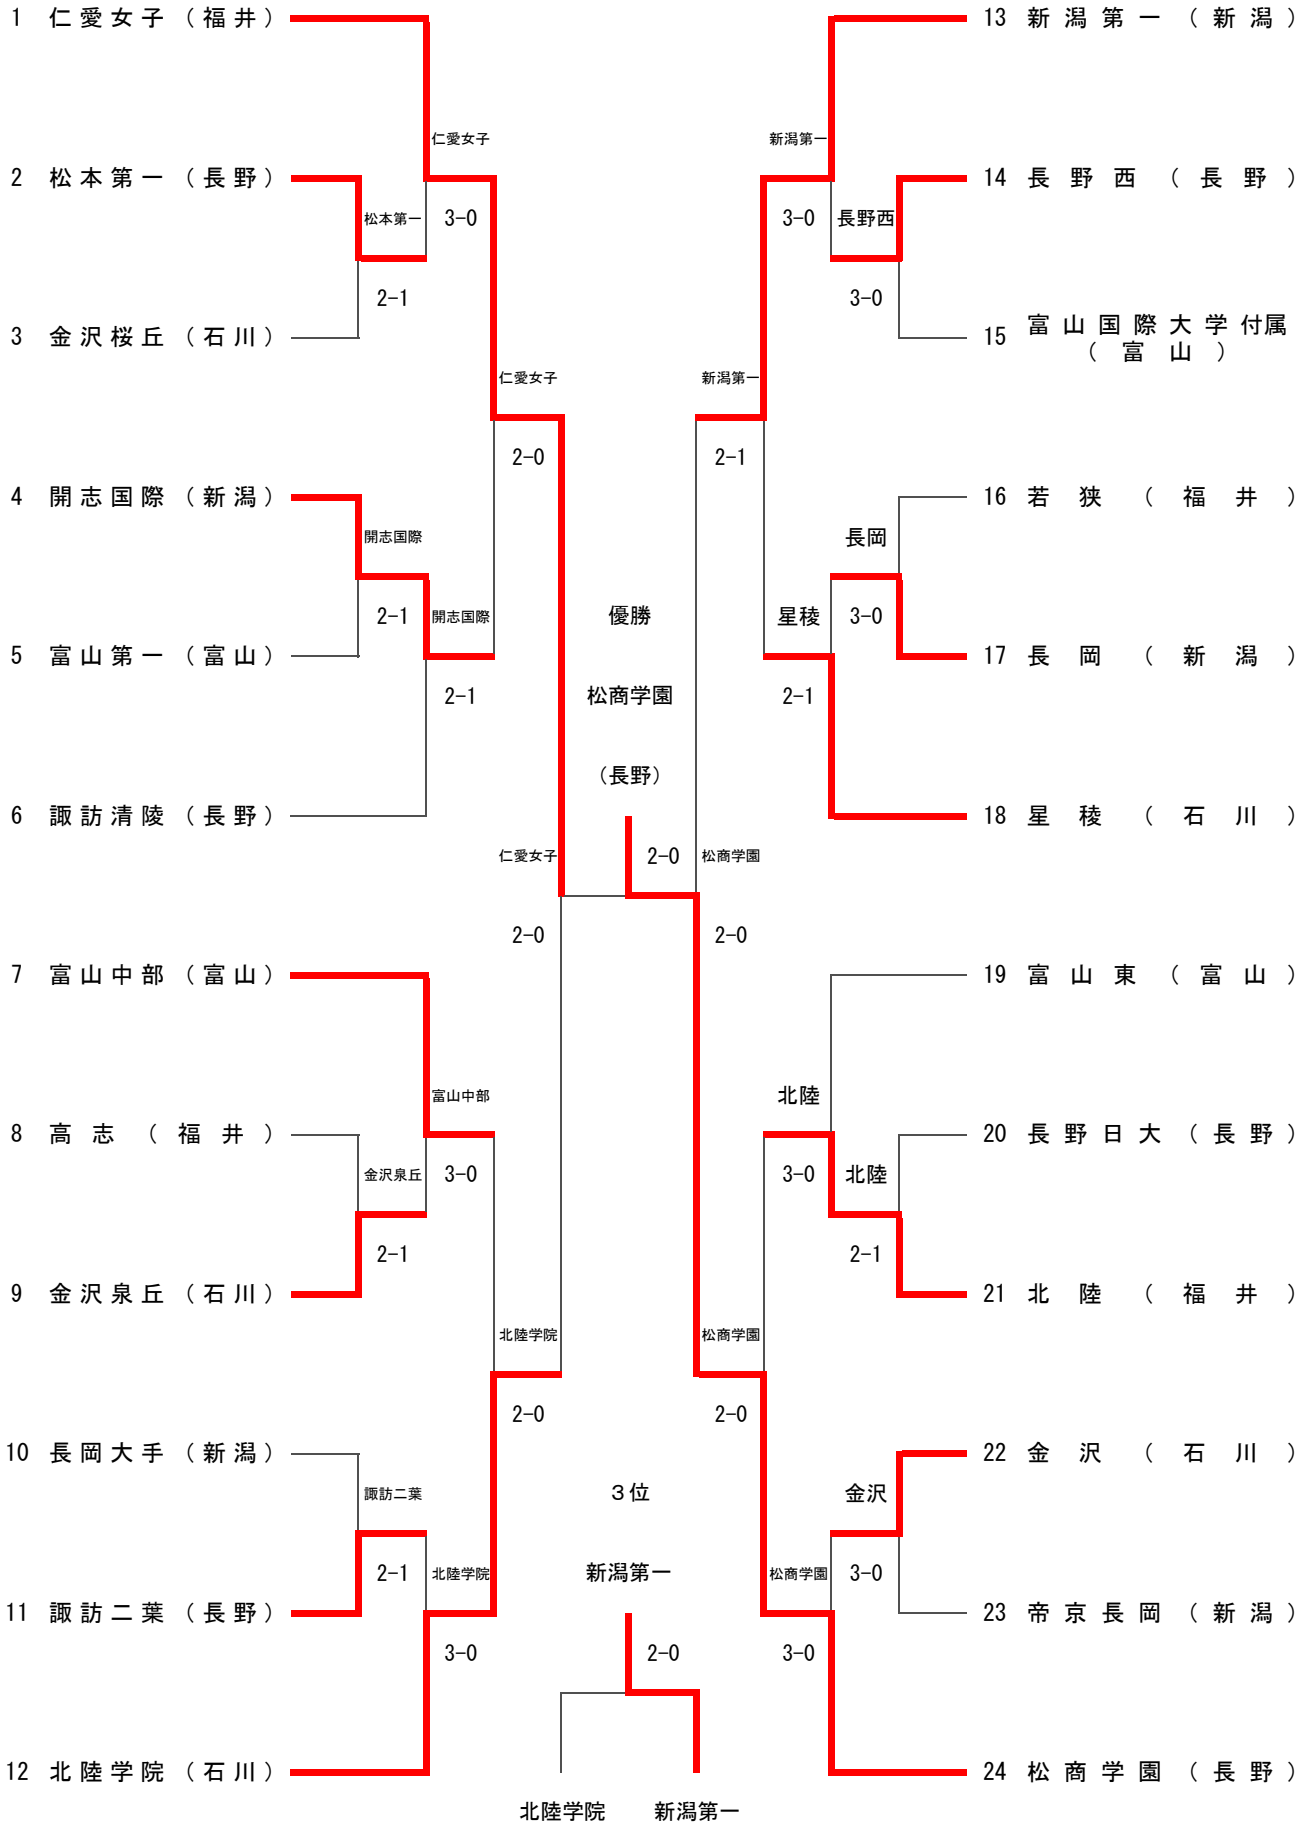 1 仁愛女子（福井）
2 松本第一（長野）
3 金沢桜丘（石川）
4 開志国際（新潟）
5 富山第一（富山）
6 諏訪清陵（長野）
7 富山中部（富山）
8 高志（福井）
9 金沢泉丘（石川）
10 長岡大手（新潟）
11 諏訪二葉（長野）
12 北陸学院（石川）
仁愛女子
松本第一
3-0
2-1
仁愛女子
2-0
開志国際
2-1
開志国際
2-1
仁愛女子
2-0
富山中部
金沢泉丘
3-0
2-1
北陸学院
2-0
諏訪二葉
2-1
北陸学院
3-0
優勝
松商学園
（長野）
2-0
３位
新潟第一
2-0
北陸学院
新潟第一
新潟第一
3-0
長野西
3-0
新潟第一
2-1
長岡
星稜
3-0
2-1
松商学園
2-0
北陸
3-0
北陸
2-1
松商学園
2-0
金沢
松商学園
3-0
3-0
13 新潟第一（新潟）
14 長野西（長野）
15 富山国際大学付属
（富山）
16 若狭（福井）
17 長岡（新潟）
18 星稜（石川）
19 富山東（富山）
20 長野日大（長野）
21 北陸（福井）
22 金沢（石川）
23 帝京長岡（新潟）
24 松商学園（長野）